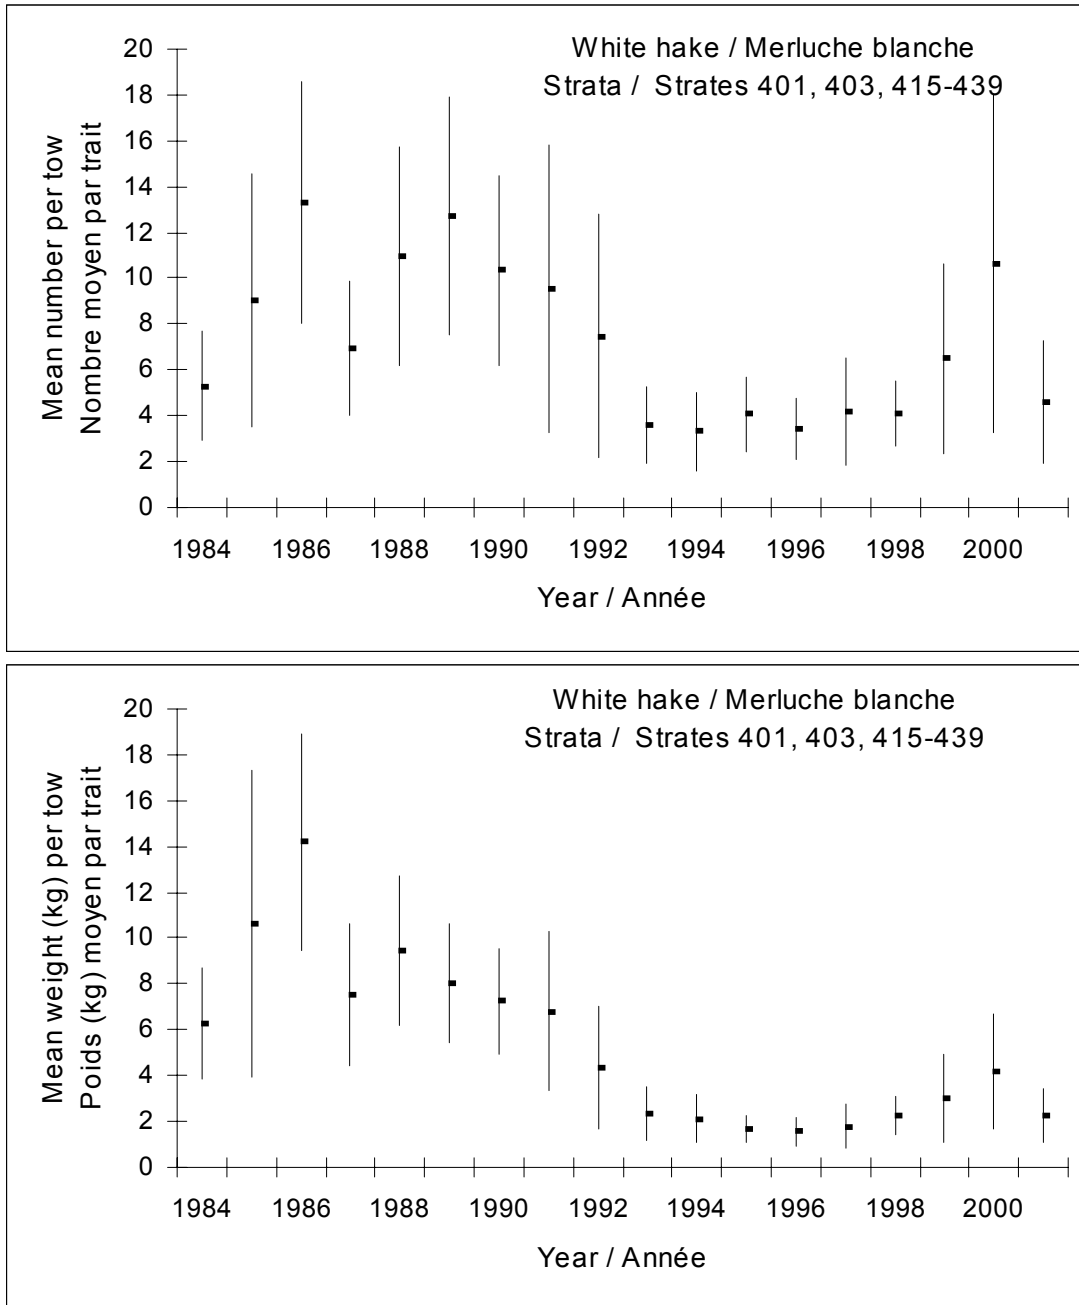 White hake / Merluche blanche
Strata / Strates 401, 403, 415-439
Mean number per tow
Nombre moyen par trait
20
18
16
14
12
10
8
6
4
2
0
1984 1986 1988 1990 1992 1994 1996 1998 2000
Year / Année
White hake / Merluche blanche
Strata / Strates 401, 403, 415-439
Mean weight (kg) per tow
Poids (kg) moyen par trait
20
18
16
14
12
10
8
6
4
2
0
1984 1986 1988 1990 1992 1994 1996 1998 2000
Year / Année